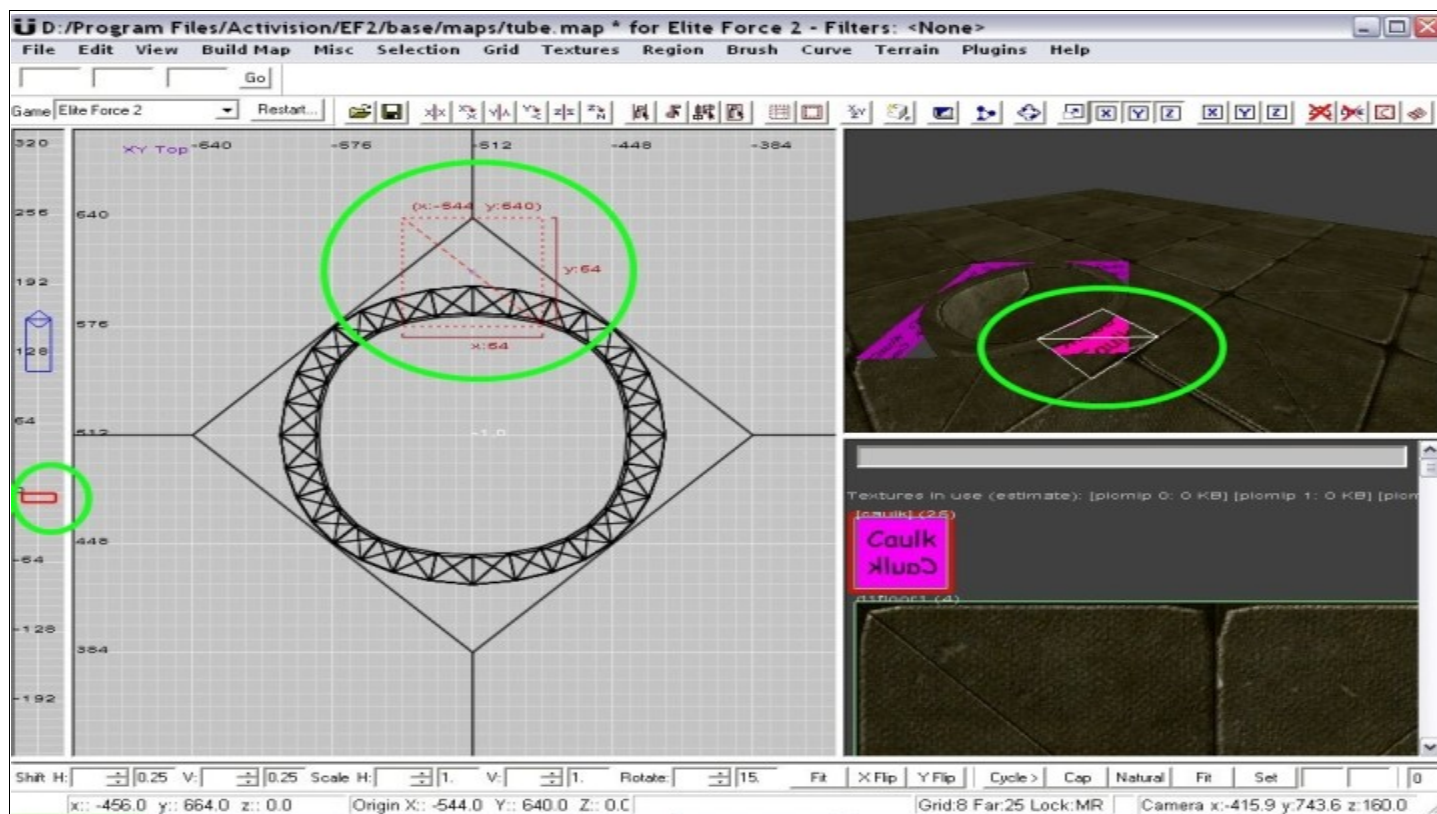 D:/Program Files/Activision/EF2/base/maps/tube.map * for Elite Force 2 - Filters: <None>
File Edit View Build Map Misc Selection Grid Textures Region Brush Curve Terrain Plugins Help
Go
Game Elite Force 2 Restart...
XY Top -640 -576 -512 -448 -384
320
256
192
128
64
-64
-128
-192
640
576
512
448
384
(x:-544 y:640)
y:64
x:64
-1.0
Textures in use (estimate): [picmip 0: 0 KB] [picmip 1: 0 KB]
[caulk] (25)
Caulk
Caulk
Shift H: 0.25 V: 0.25 Scale H: 1. V: 1. Rotate: 15. Fit X Flip Y Flip Cycle > Cap Natural Fit Set 0
x:: -456.0 y:: 664.0 z:: 0.0 Origin X:: -544.0 Y:: 640.0 Z:: 0.0 Grid:8 Far:25 Lock:MR Camera x:-415.9 y:743.6 z:160.0